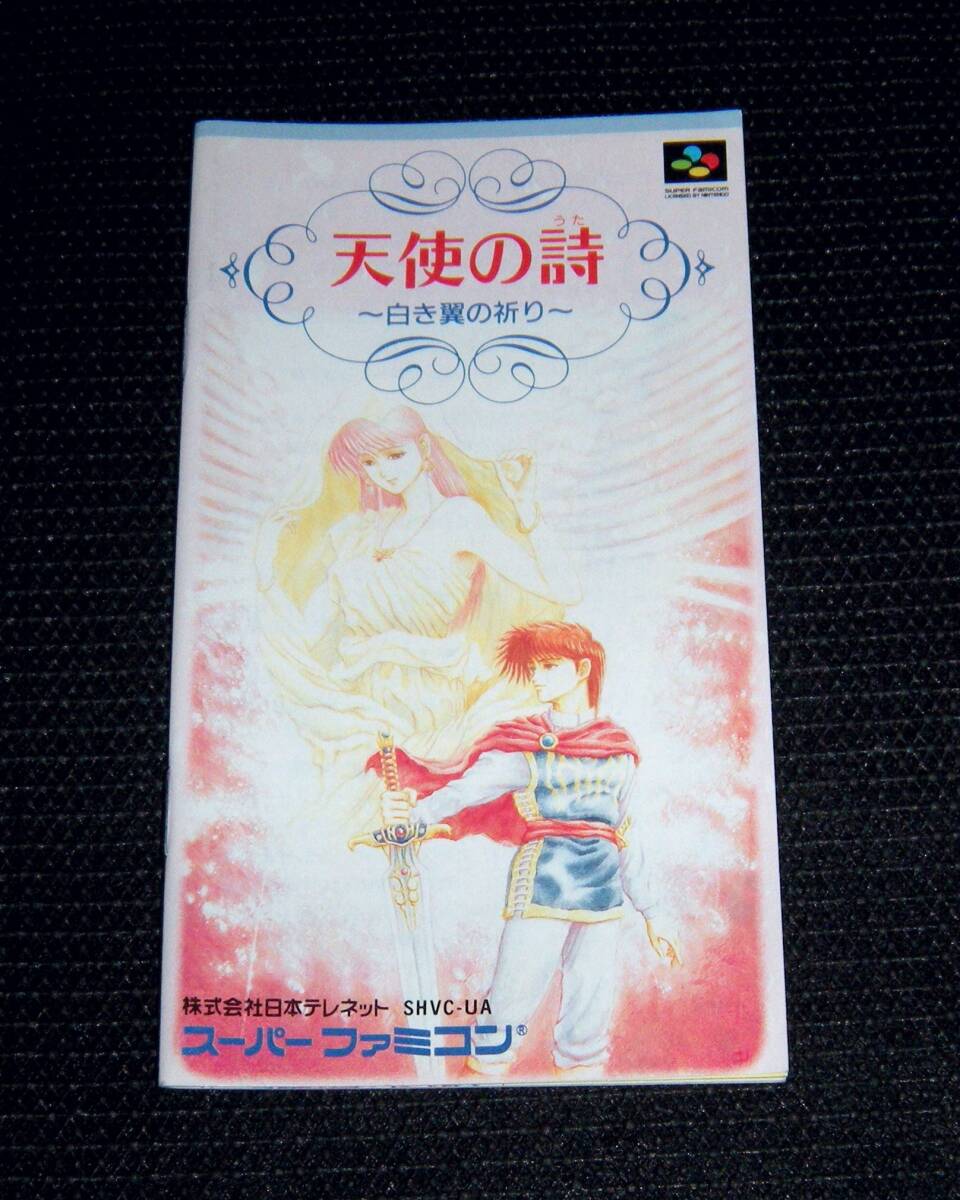 SUPER FAMICOM
LICENSED BY NINTENDO
うた
天使の詩
～白き翼の祈り～
株式会社日本テレネット SHVC-UA
スーパーファミコン®